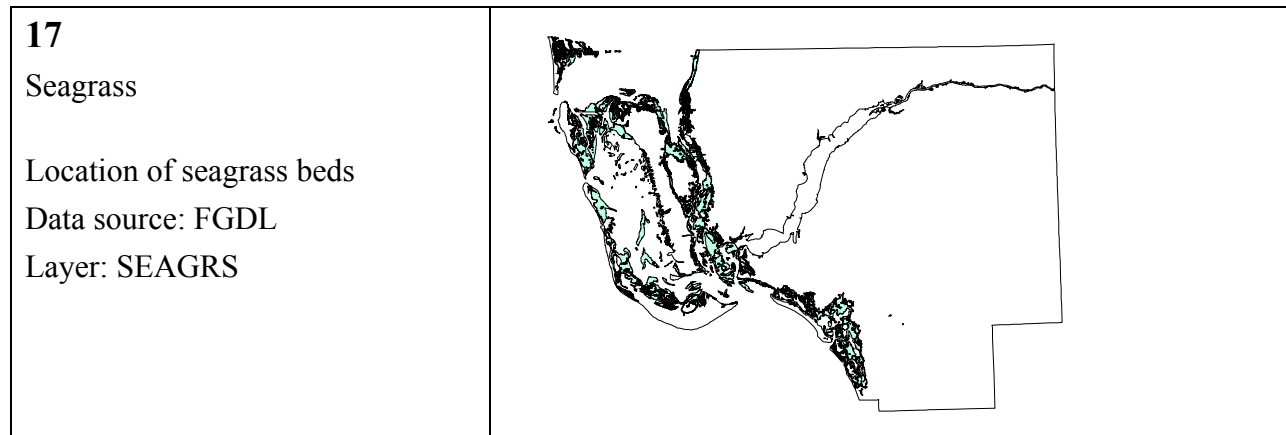 17
Seagrass
Location of seagrass beds
Data source: FGDL
Layer: SEAGRS